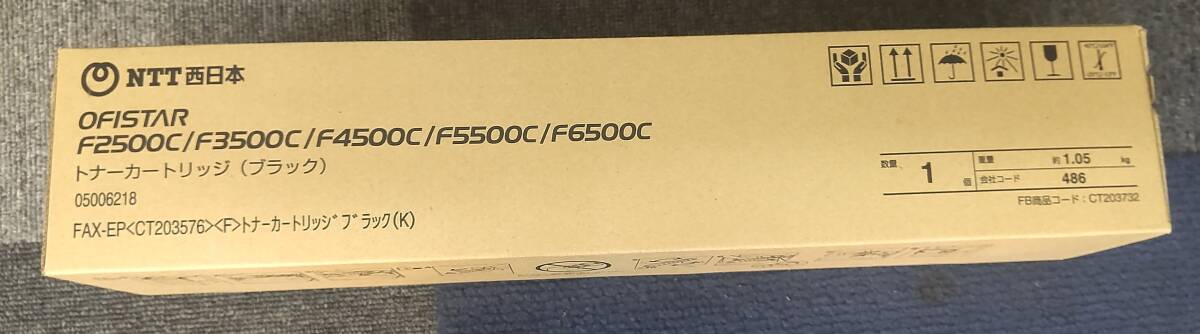 NTT西日本
OFISTAR
F2500C/F3500C/F4500C/F5500C/F6500C
トナーカートリッジ（ブラック）
05006218
FAX-EP<CT203576><F>トナーカートリッジブラック(K)
数量 1 個
重量 約 1.05 kg
会社コード 486
FB商品コード：CT203732